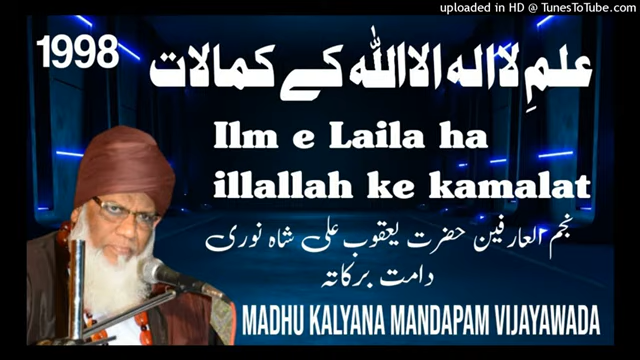 uploaded in HD @ TunesToTube.com
1998
علمِ لاالہ الااللہ کے کمالات
Ilm e Laila ha
illallah ke kamalat
نجم العارفین حضرت یعقوب علی شاہ نوری
دامت برکاتہ
MADHU KALYANA MANDAPAM VIJAYAWADA